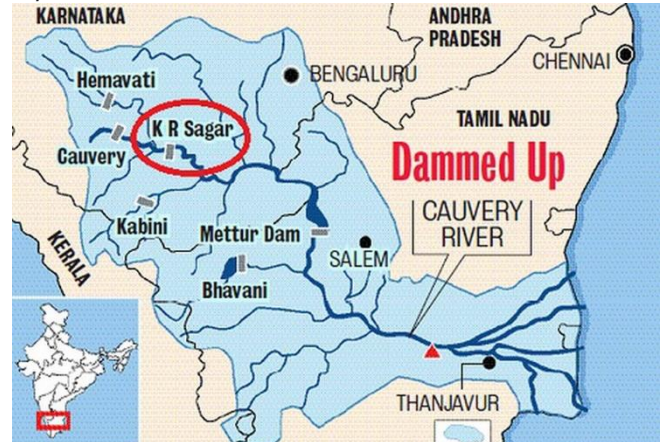 KARNATAKA
ANDHRA
PRADESH
CHENNAI
Hemavati
BENGALURU
K R Sagar
TAMIL NADU
Cauvery
Dammed Up
Kabini
CAUVERY
RIVER
Mettur Dam
KERALA
SALEM
Bhavani
THANJAVUR